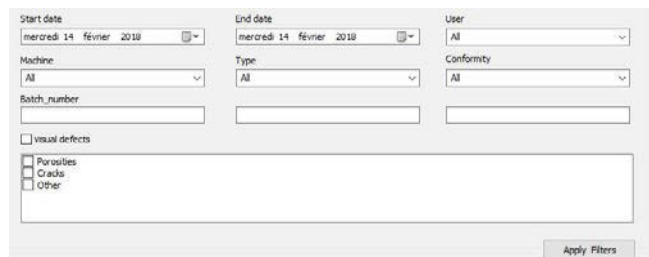 Start date End date User
mercredi 14 février 2018 mercredi 14 février 2018 All
Machine Type Conformity
All All All
Batch_number
visual defects
Porosities
Cracks
Other
Apply Filters